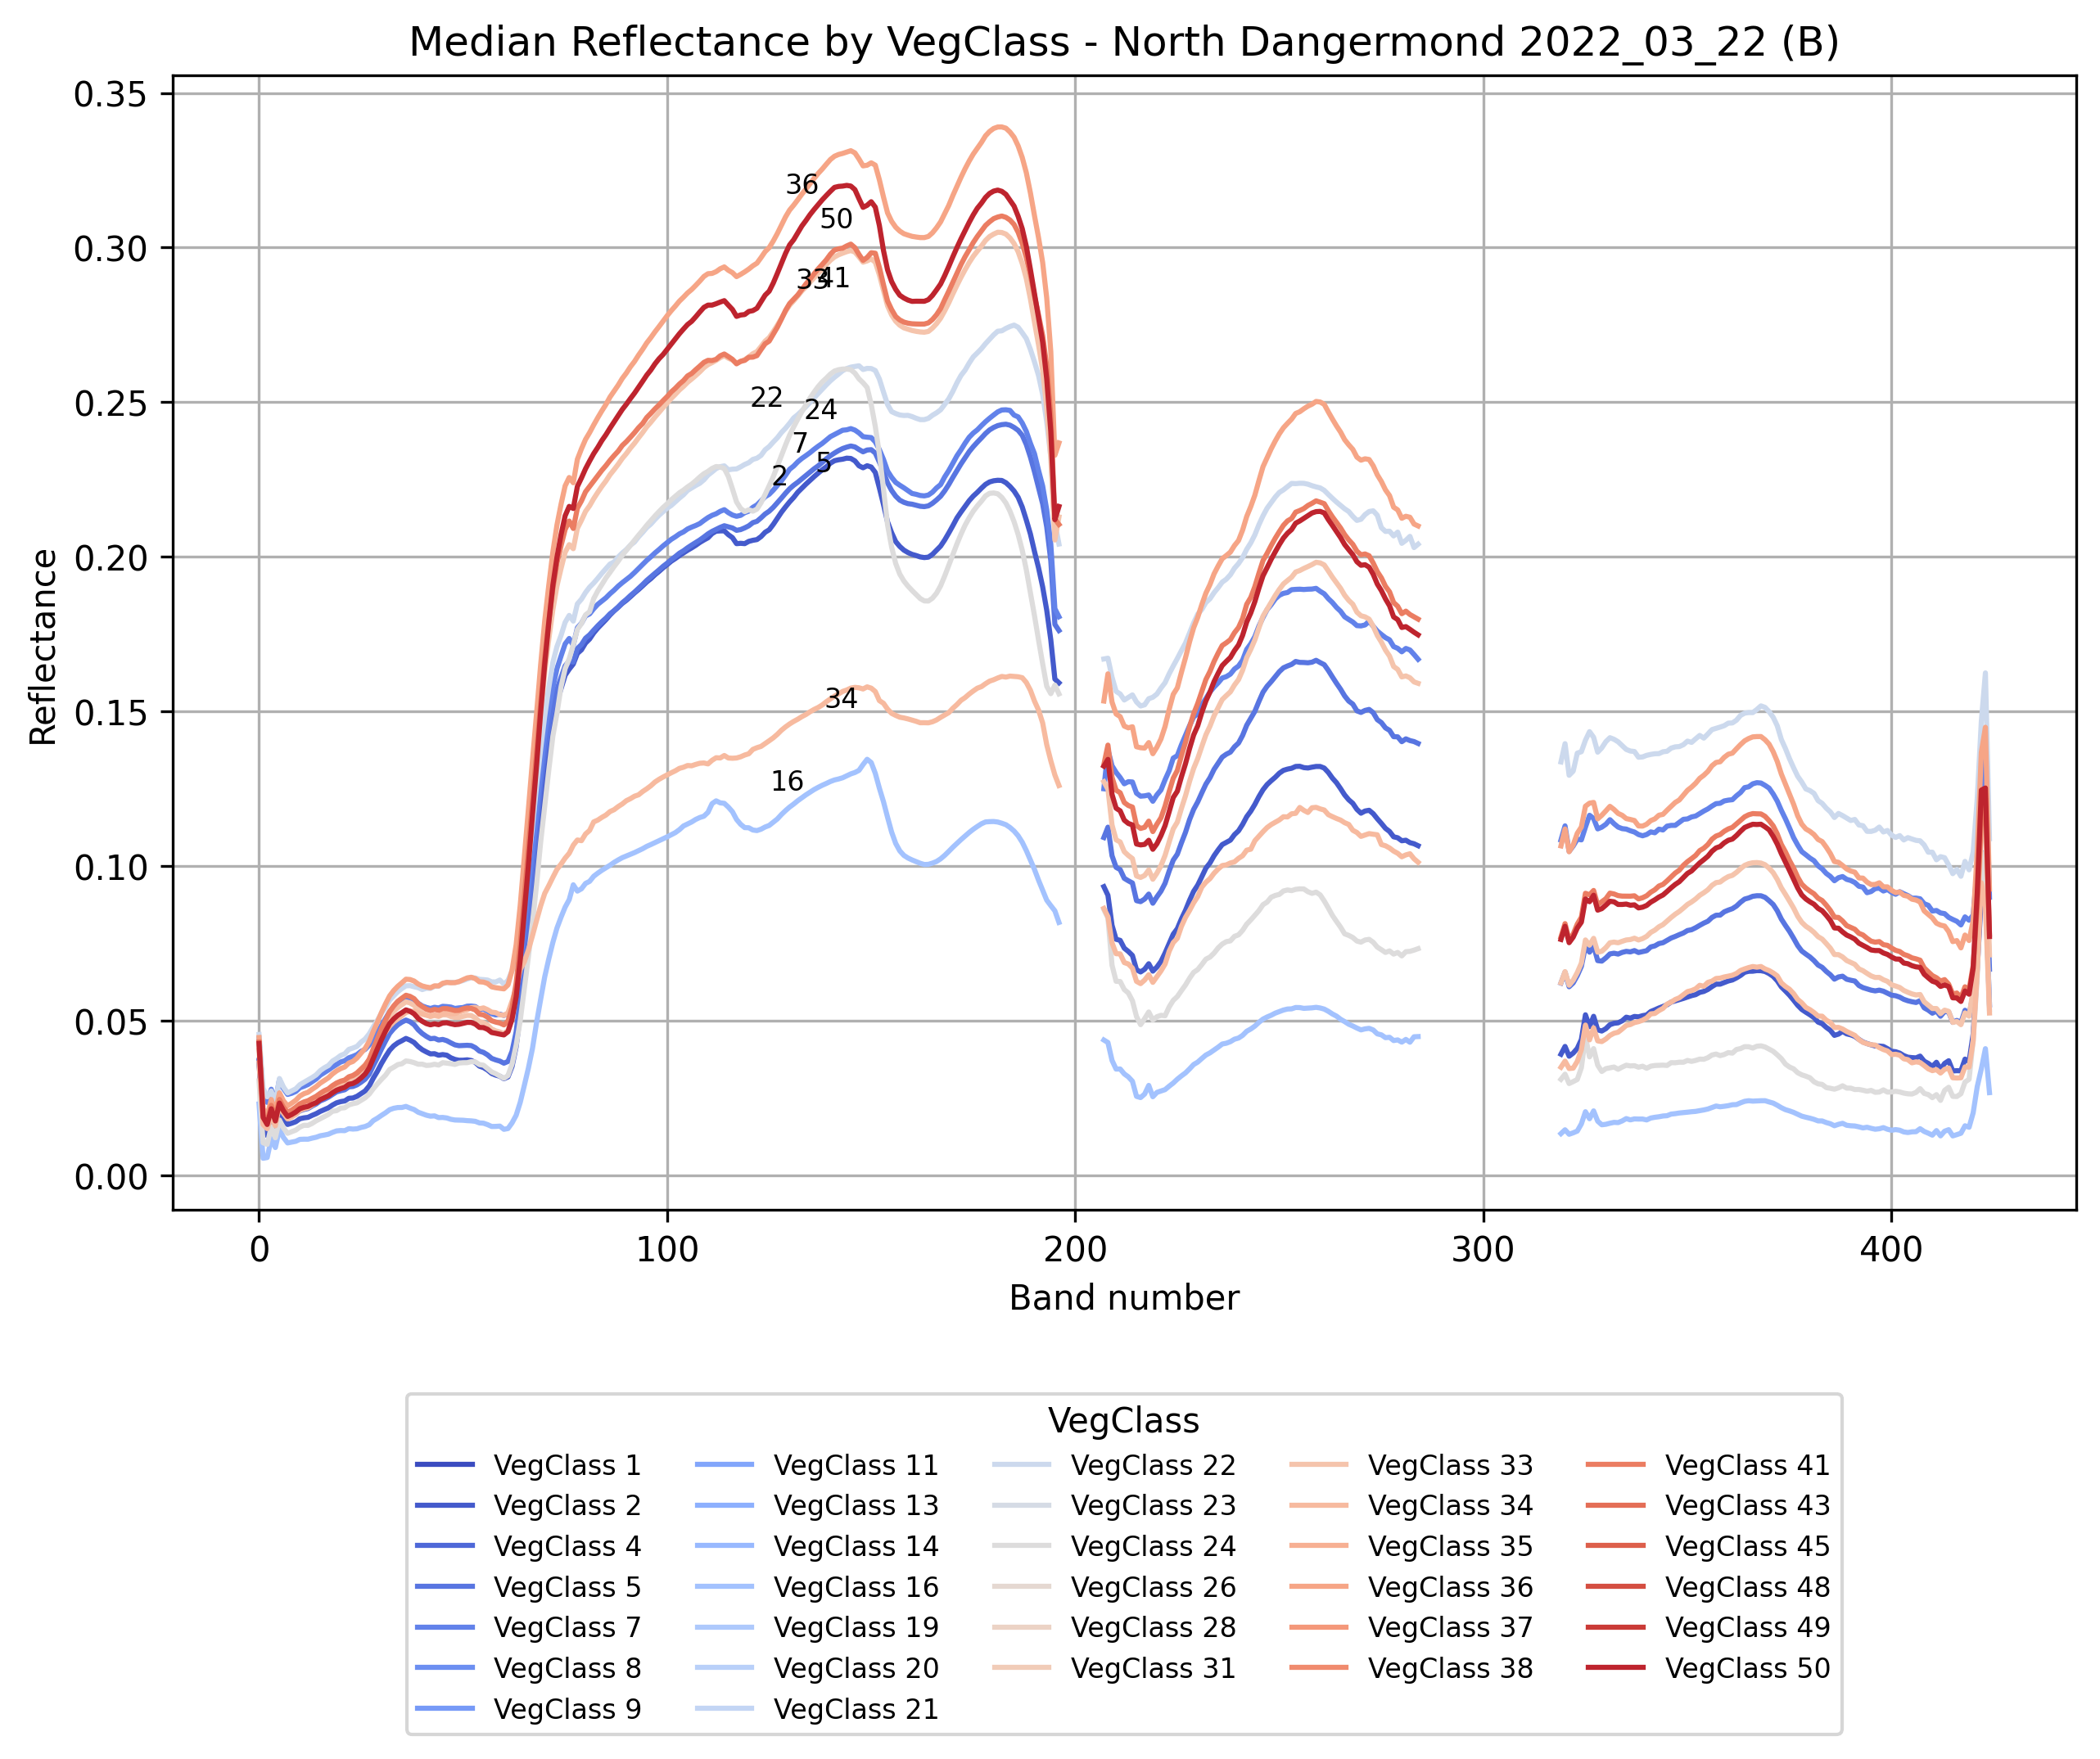 Median Reflectance by VegClass - North Dangermond 2022_03_22 (B)
0.35
0.30
0.25
0.20
0.15
0.10
0.05
0.00
Reflectance
36
50
33
41
22
24
7
5
2
34
16
0 100 200 300 400
Band number
VegClass
VegClass 1 VegClass 11 VegClass 22 VegClass 33 VegClass 41
VegClass 2 VegClass 13 VegClass 23 VegClass 34 VegClass 43
VegClass 4 VegClass 14 VegClass 24 VegClass 35 VegClass 45
VegClass 5 VegClass 16 VegClass 26 VegClass 36 VegClass 48
VegClass 7 VegClass 19 VegClass 28 VegClass 37 VegClass 49
VegClass 8 VegClass 20 VegClass 31 VegClass 38 VegClass 50
VegClass 9 VegClass 21